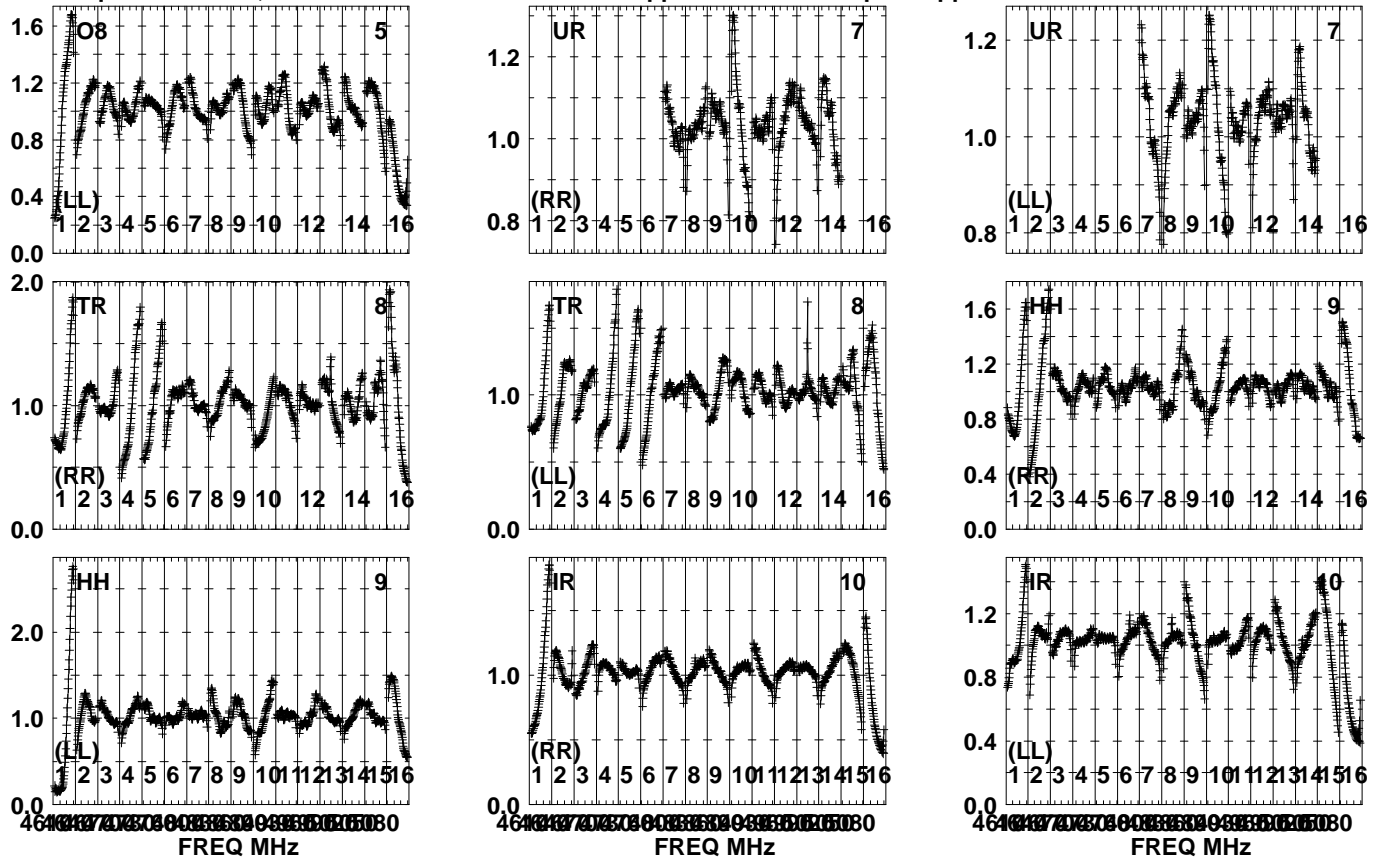 1.6 O8 5
1.2
0.8
0.4 (LL)
1 2 3 4 5 6 7 8 9 10 12 14 16
0.0
UR 7
1.2
1.0
(RR)
0.8 1 2 3 4 5 6 7 8 9 10 12 14 16
1.2 UR 7
1.0
(LL)
0.8 1 2 3 4 5 6 7 8 9 10 12 14 16
2.0 TR 8
1.0
(RR)
1 2 3 4 5 6 7 8 9 10 12 14 16
0.0
TR 8
1.0
(LL)
1 2 3 4 5 6 7 8 9 10 12 14 16
0.0
1.6 HH 9
1.2
0.8
0.4 (RR)
1 2 3 4 5 6 7 8 9 10 12 14 16
0.0
HH 9
2.0
1.0
(LL)
1 2 3 4 5 6 7 8 9 10 11 12 13 15 16
0.0
FREQ MHz
IR 10
1.0
(RR)
1 2 3 4 5 6 7 8 9 10 11 12 13 15 16
0.0
FREQ MHz
IR 10
1.2
0.8
0.4 (LL)
1 2 3 4 5 6 7 8 9 10 11 12 13 15 16
0.0
FREQ MHz